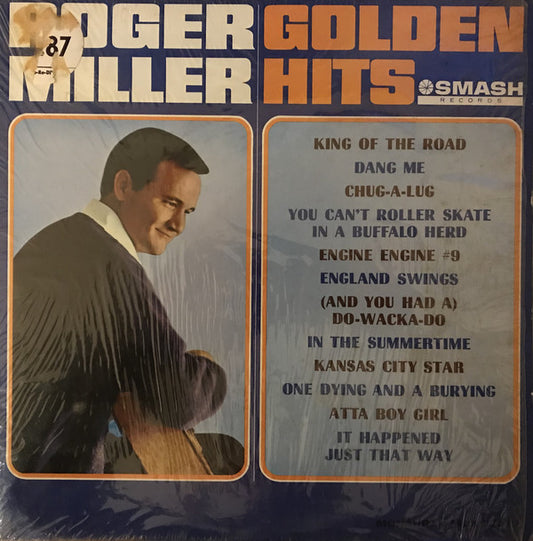 ROGER GOLDEN
MILLER HITS
87
SMASH
RECORDS
KING OF THE ROAD
DANG ME
CHUG-A-LUG
YOU CAN'T ROLLER SKATE
IN A BUFFALO HERD
ENGINE ENGINE #9
ENGLAND SWINGS
(AND YOU HAD A)
DO-WACKA-DO
IN THE SUMMERTIME
KANSAS CITY STAR
ONE DYING AND A BURYING
ATTA BOY GIRL
IT HAPPENED
JUST THAT WAY